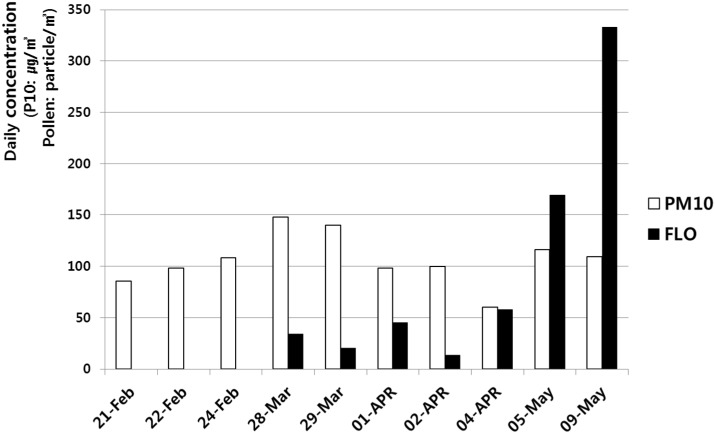 Daily concentration
(P10: ㎍/㎥
Pollen: particle/㎥)
350
300
250
200
150
100
50
0
21-Feb
22-Feb
24-Feb
28-Mar
29-Mar
01-APR
02-APR
04-APR
05-May
09-May
PM10
FLO